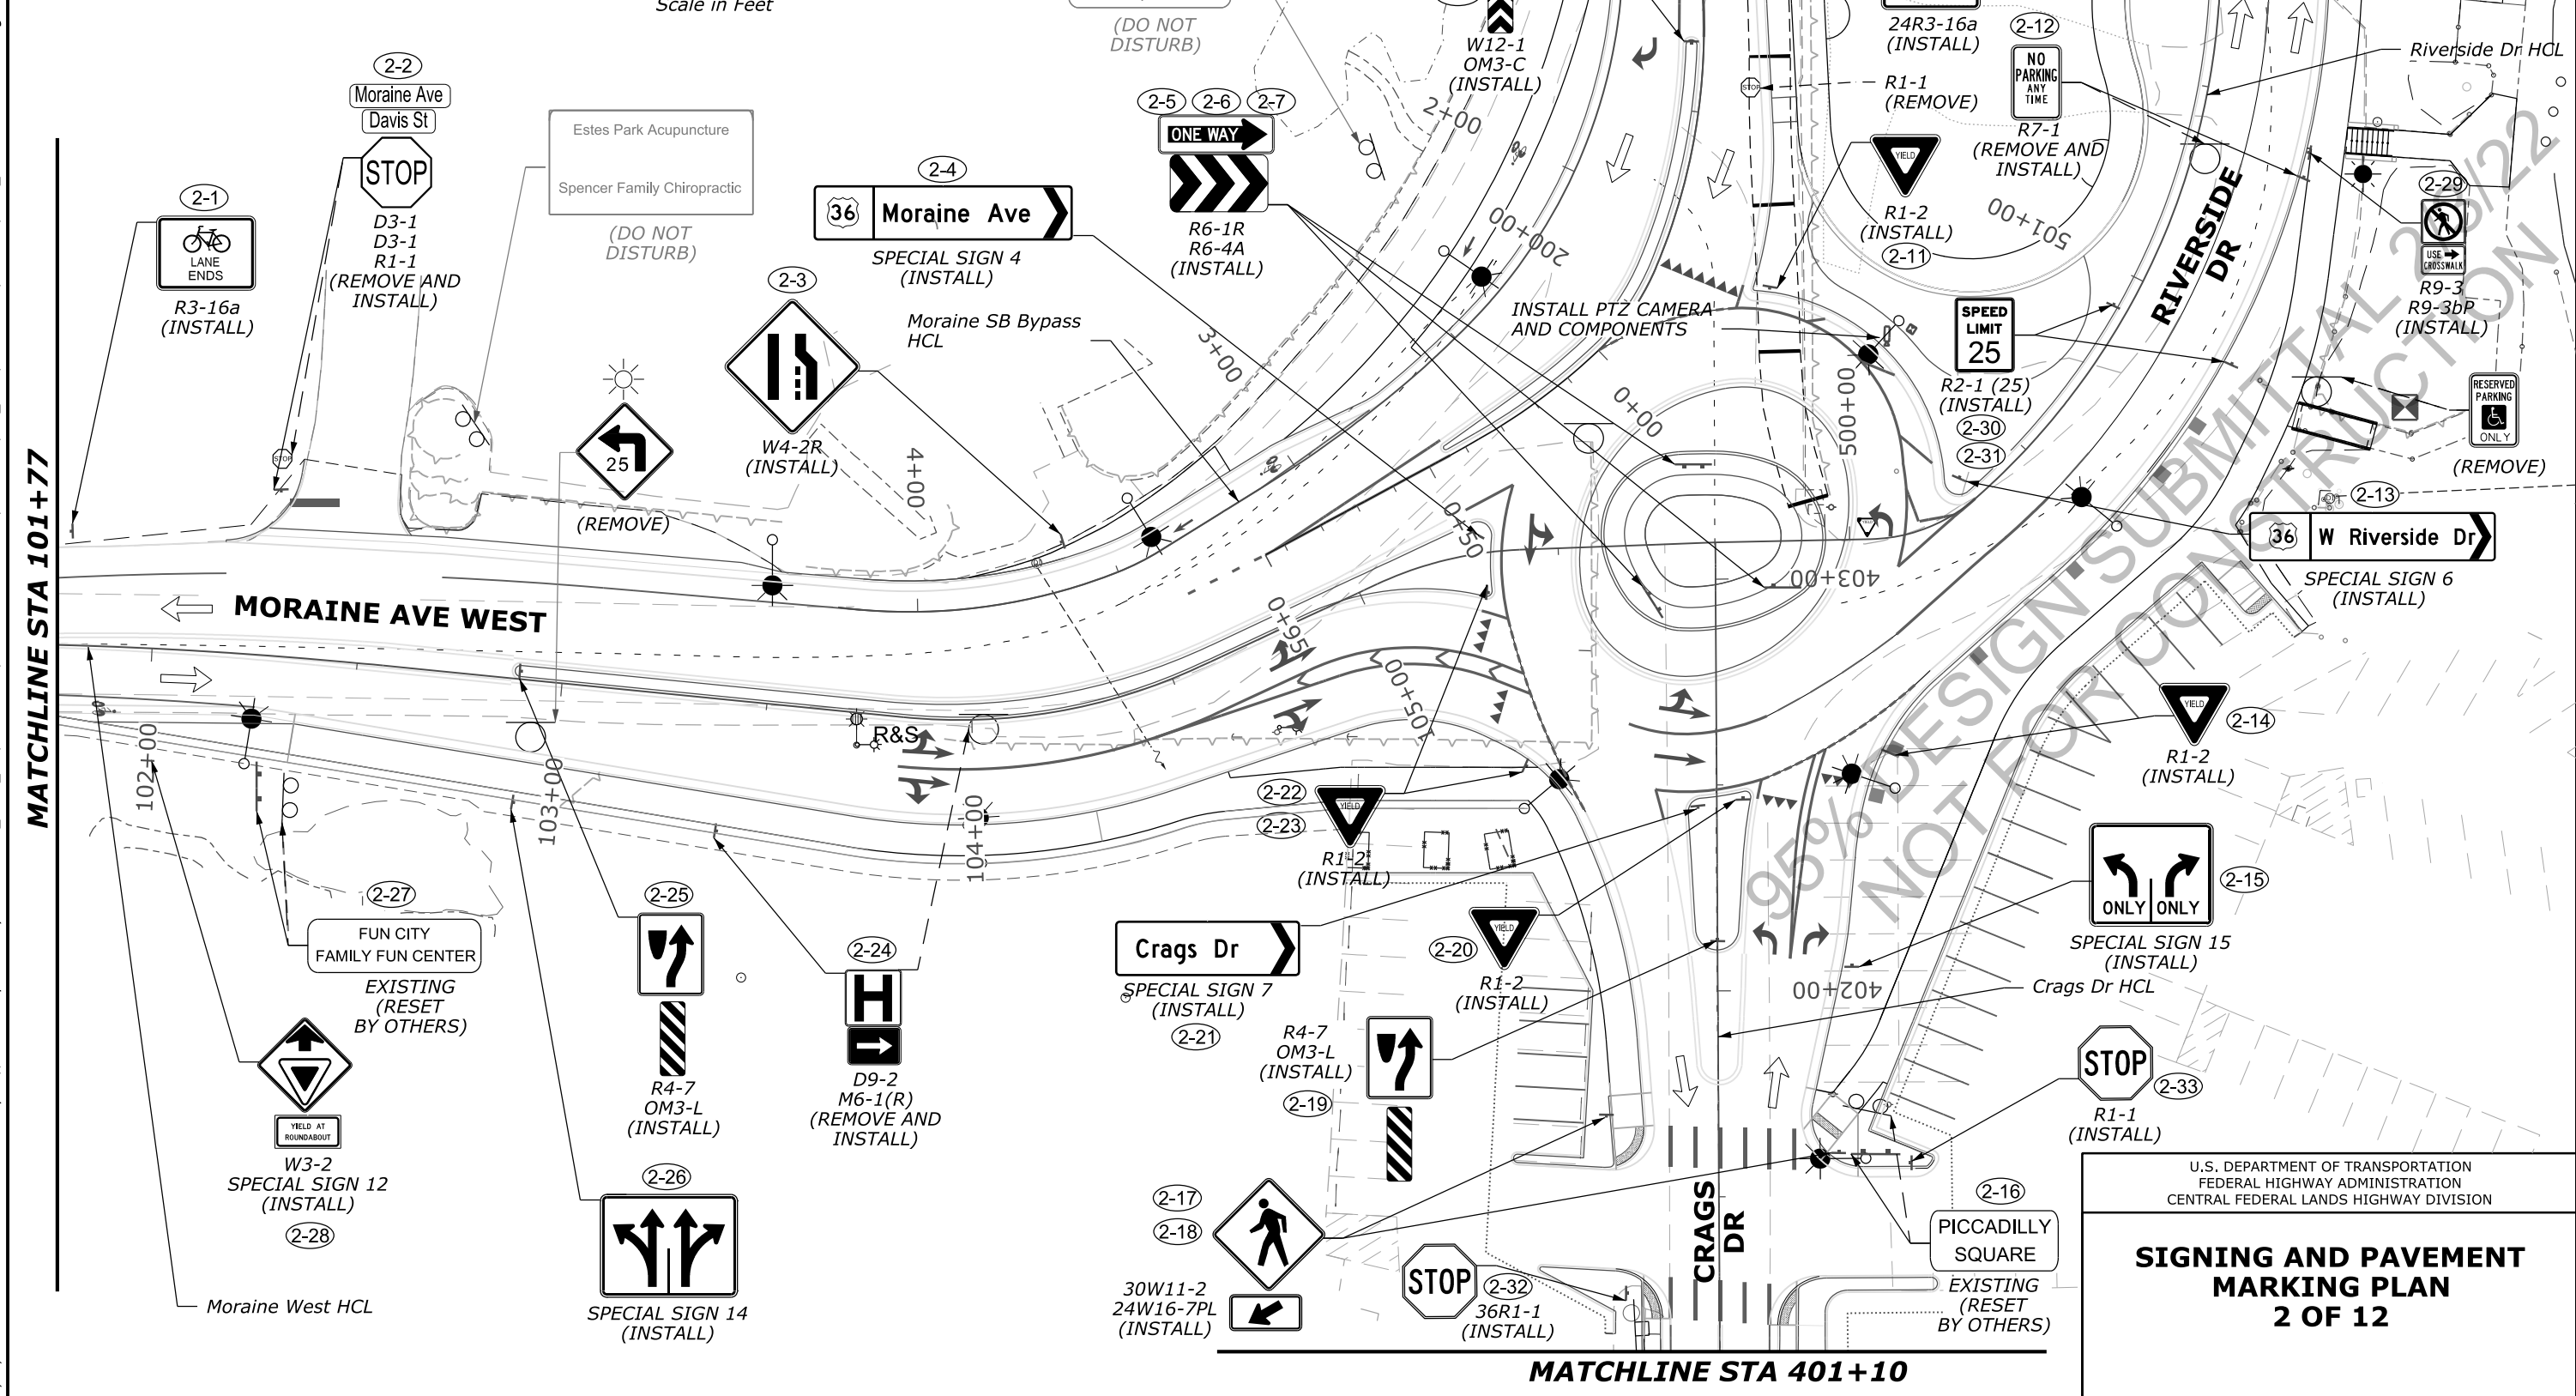 Scale in Feet
(DO NOT
DISTURB)
W12-1
OM3-C
(INSTALL)
24R3-16a
(INSTALL)
2-12
NO
PARKING
ANY
TIME
R7-1
(REMOVE AND
INSTALL)
Riverside Dr HCL
2-2
Moraine Ave
Davis St
STOP
D3-1
D3-1
R1-1
(REMOVE AND
INSTALL)
STOP
2-1
LANE
ENDS
R3-16a
(INSTALL)
Estes Park Acupuncture
Spencer Family Chiropractic
(DO NOT
DISTURB)
2-4
36 Moraine Ave
SPECIAL SIGN 4
(INSTALL)
2-3
W4-2R
(INSTALL)
Moraine SB Bypass
HCL
2-5 2-6 2-7
ONE WAY
R6-1R
R6-4A
(INSTALL)
2+00
200+00
3+00
4+00
STOP
R1-1
(REMOVE)
YIELD
R1-2
(INSTALL)
2-11
501+00
RIVERSIDE
DR
2-29
USE
CROSSWALK
R9-3
R9-3bP
(INSTALL)
INSTALL PTZ CAMERA
AND COMPONENTS
SPEED
LIMIT
25
R2-1 (25)
(INSTALL)
2-30
2-31
RESERVED
PARKING
ONLY
(REMOVE)
2-13
36 W Riverside Dr
SPECIAL SIGN 6
(INSTALL)
25
(REMOVE)
0+00
500+00
0+50
403+00
0+95
105+00
MATCHLINE STA 101+77
MORAINE AVE WEST
102+00
103+00
104+00
R&S
2-14
YIELD
R1-2
(INSTALL)
2-22
2-23
YIELD
R1-2
(INSTALL)
2-15
ONLY ONLY
SPECIAL SIGN 15
(INSTALL)
2-27
FUN CITY
FAMILY FUN CENTER
EXISTING
(RESET
BY OTHERS)
2-25
R4-7
OM3-L
(INSTALL)
2-24
H
D9-2
M6-1(R)
(REMOVE AND
INSTALL)
Crags Dr
SPECIAL SIGN 7
(INSTALL)
2-21
2-20
YIELD
R1-2
(INSTALL)
402+00
Crags Dr HCL
R4-7
OM3-L
(INSTALL)
2-19
STOP
2-33
R1-1
(INSTALL)
YIELD AT
ROUNDABOUT
W3-2
SPECIAL SIGN 12
(INSTALL)
2-28
2-26
SPECIAL SIGN 14
(INSTALL)
Moraine West HCL
2-17
2-18
30W11-2
24W16-7PL
(INSTALL)
STOP
2-32
36R1-1
(INSTALL)
CRAGS
DR
2-16
PICCADILLY
SQUARE
EXISTING
(RESET
BY OTHERS)
MATCHLINE STA 401+10
U.S. DEPARTMENT OF TRANSPORTATION
FEDERAL HIGHWAY ADMINISTRATION
CENTRAL FEDERAL LANDS HIGHWAY DIVISION
SIGNING AND PAVEMENT
MARKING PLAN
2 OF 12
95% DESIGN SUBMITTAL
NOT FOR CONSTRUCTION